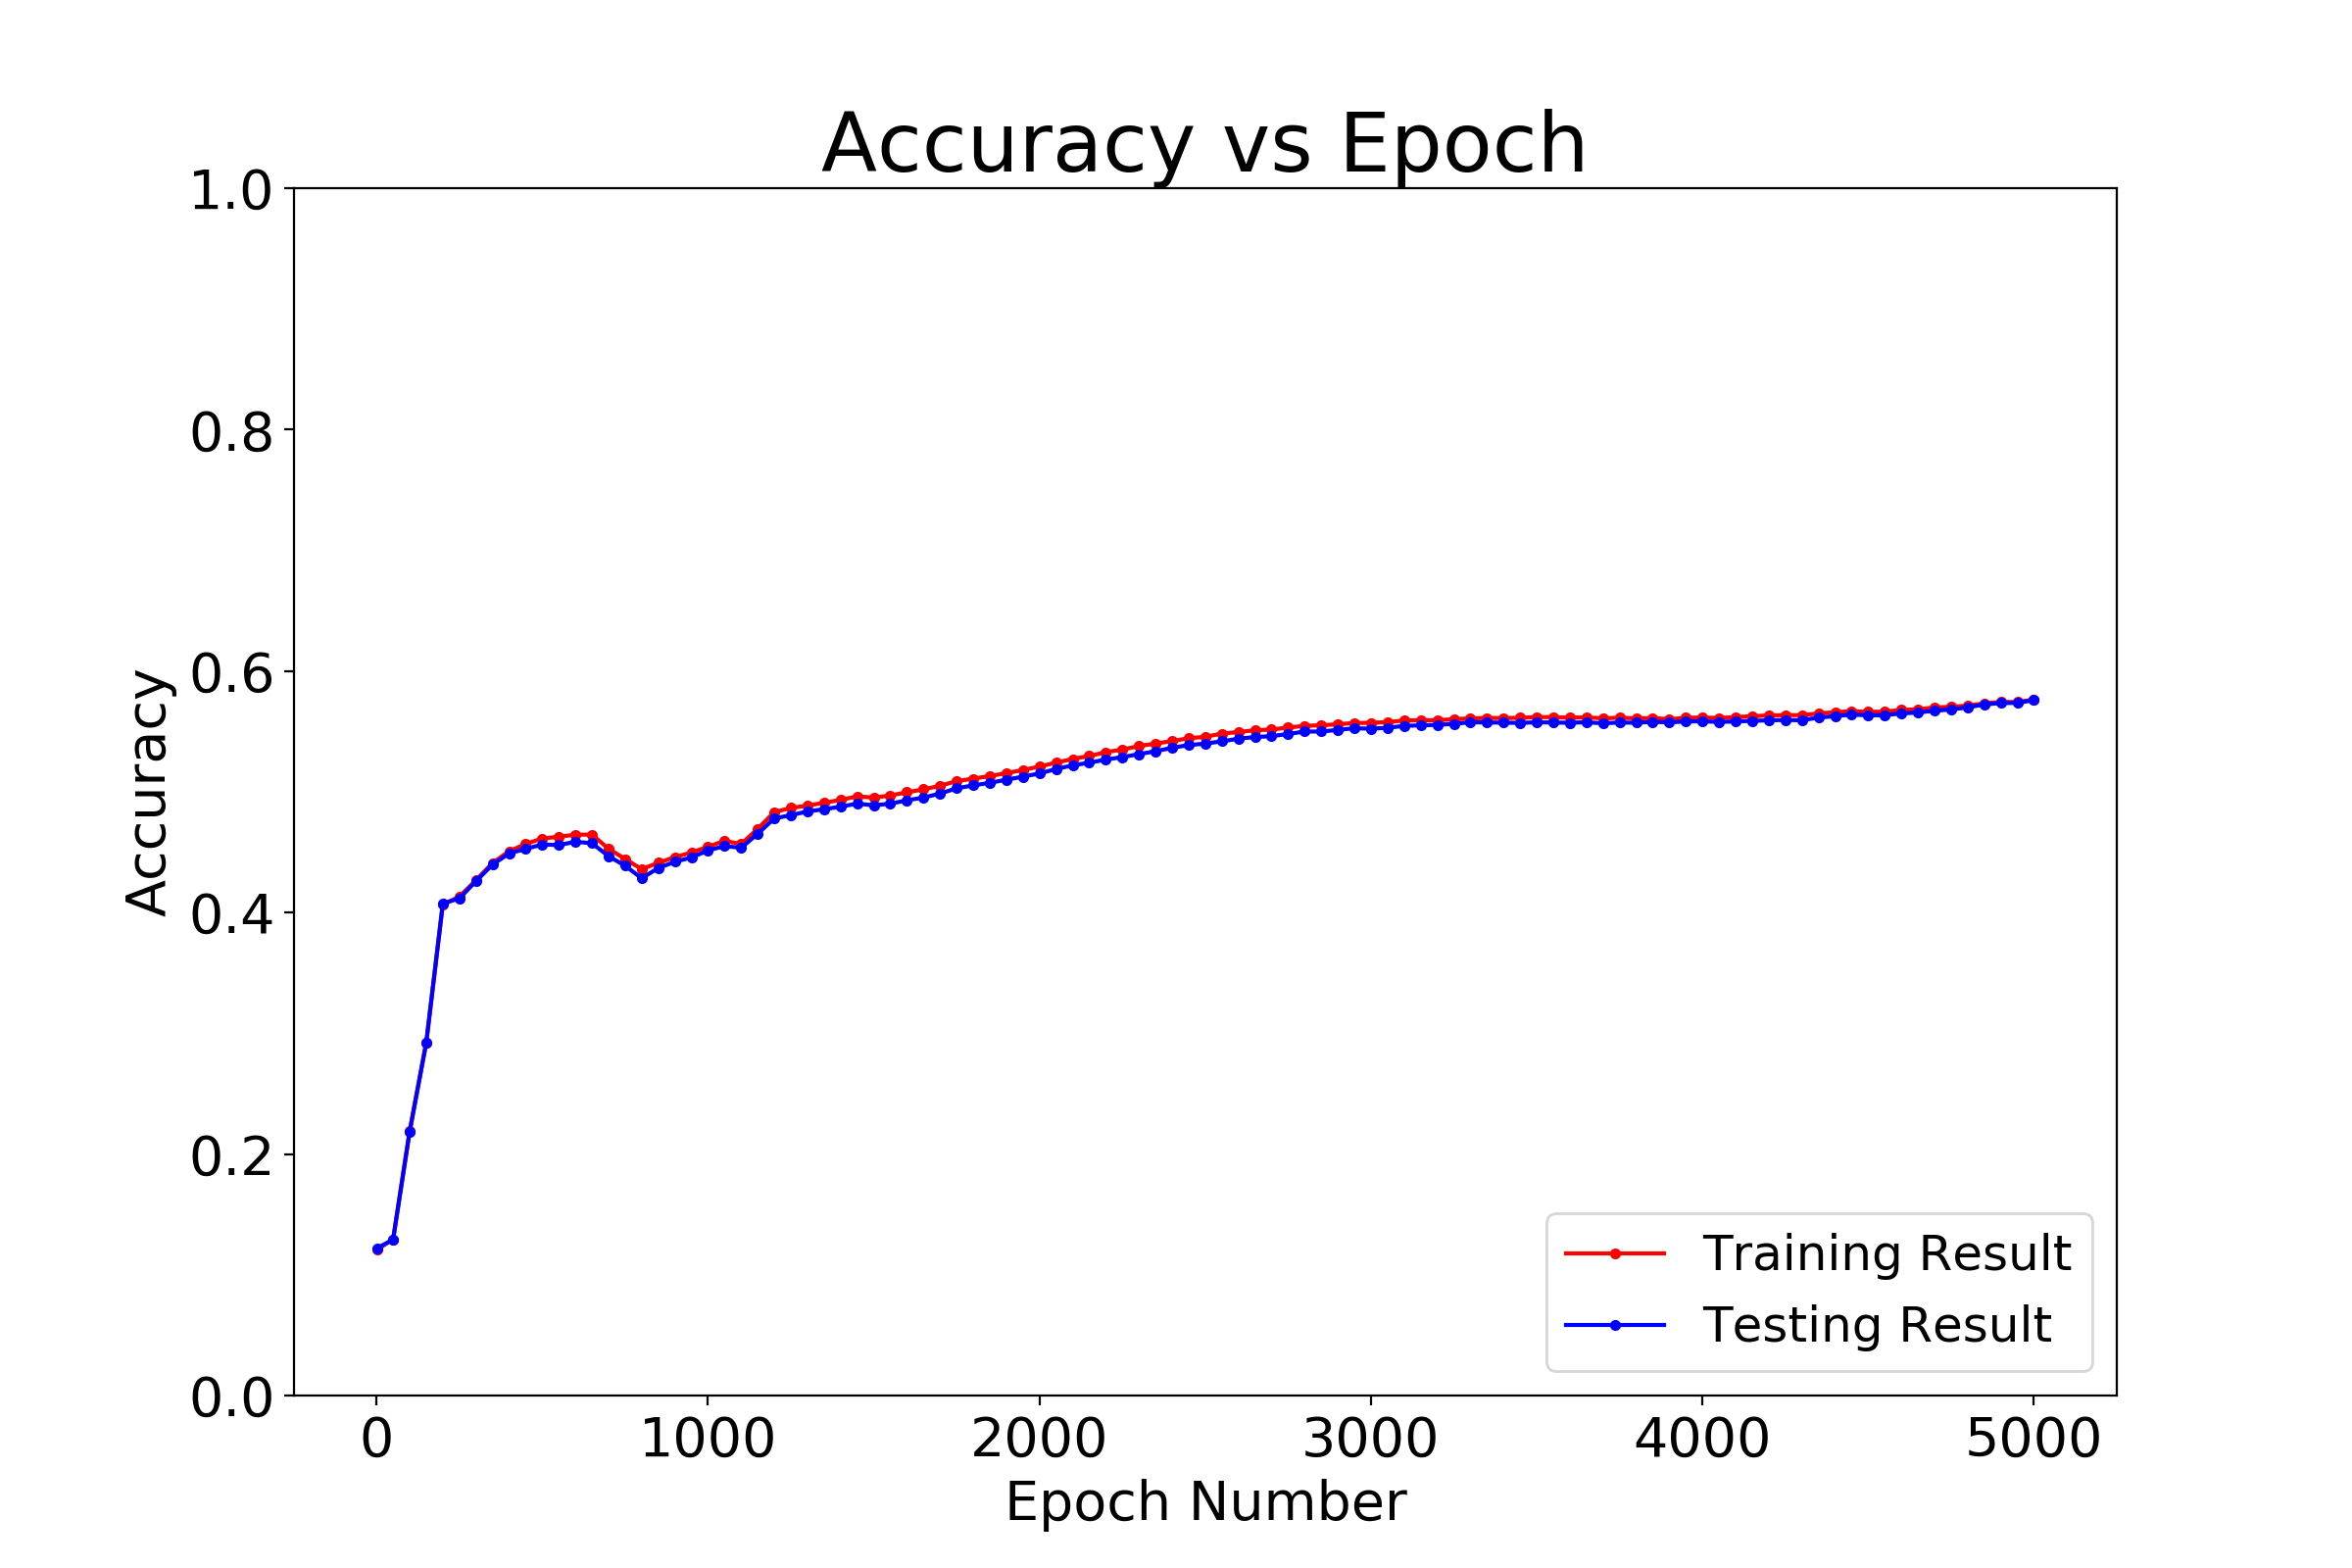 Accuracy vs Epoch
1.0
0.8
0.6
0.4
0.2
0.0
Accuracy
0 1000 2000 3000 4000 5000
Epoch Number
Training Result
Testing Result